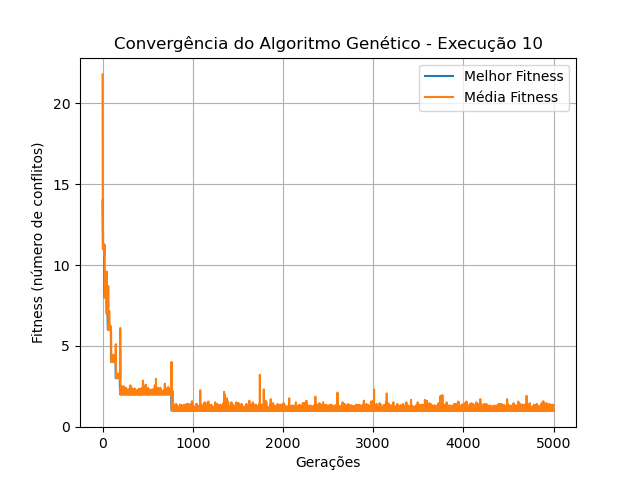 Convergência do Algoritmo Genético - Execução 10
Melhor Fitness
Média Fitness
Fitness (número de conflitos)
20
15
10
5
0
0 1000 2000 3000 4000 5000
Gerações